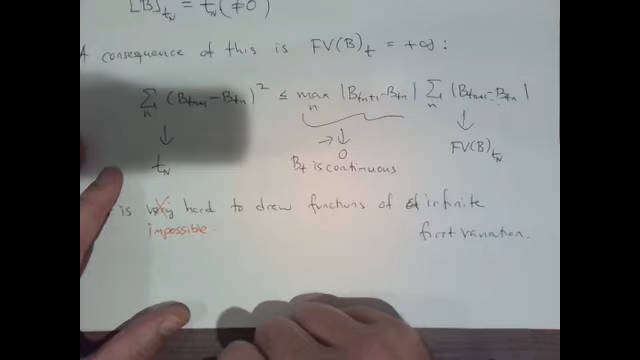 [B]_{t_N} = t_N (≠0)
A consequence of this is FV(B)_t = +∞ :
Σ_n (B_{t_{n+1}} - B_{t_n})^2 ≤ max_n |B_{t_{n+1}} - B_{t_n}| Σ_n |B_{t_{n+1}} - B_{t_n}|
↓ → ↓ ↓
t_N 0 FV(B)_{t_N}
B_t is continuous
is hard to draw functions of infinite
impossible. first variation.